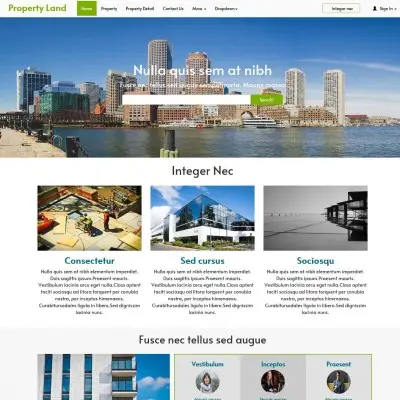 Property Land
Home Property Property Detail Contact Us More Dropdown
Integer nec
Sign In
Nulla quis sem at nibh
Fusce nec tellus sed augue semper porta. Mauris massa
Search!
Integer Nec
Consectetur
Nulla quis sem at nibh elementum imperdiet.
Duis sagittis ipsum.Praesent mauris.
Vestibulum lacinia arcu eget nulla.Class aptent
taciti sociosqu ad litora torquent per conubia
nostra, per inceptos himenaeos.
Curabitursodales ligula in libero.Sed dignissim
lacinia nunc.
Sed cursus
Nulla quis sem at nibh elementum imperdiet.
Duis sagittis ipsum.Praesent mauris.
Vestibulum lacinia arcu eget nulla.Class aptent
taciti sociosqu ad litora torquent per conubia
nostra, per inceptos himenaeos.
Curabitursodales ligula in libero.Sed dignissim
lacinia nunc.
Sociosqu
Nulla quis sem at nibh elementum imperdiet.
Duis sagittis ipsum.Praesent mauris.
Vestibulum lacinia arcu eget nulla.Class aptent
taciti sociosqu ad litora torquent per conubia
nostra, per inceptos himenaeos.
Curabitursodales ligula in libero.Sed dignissim
lacinia nunc.
Fusce nec tellus sed augue
Vestibulum
Inceptos
Praesent